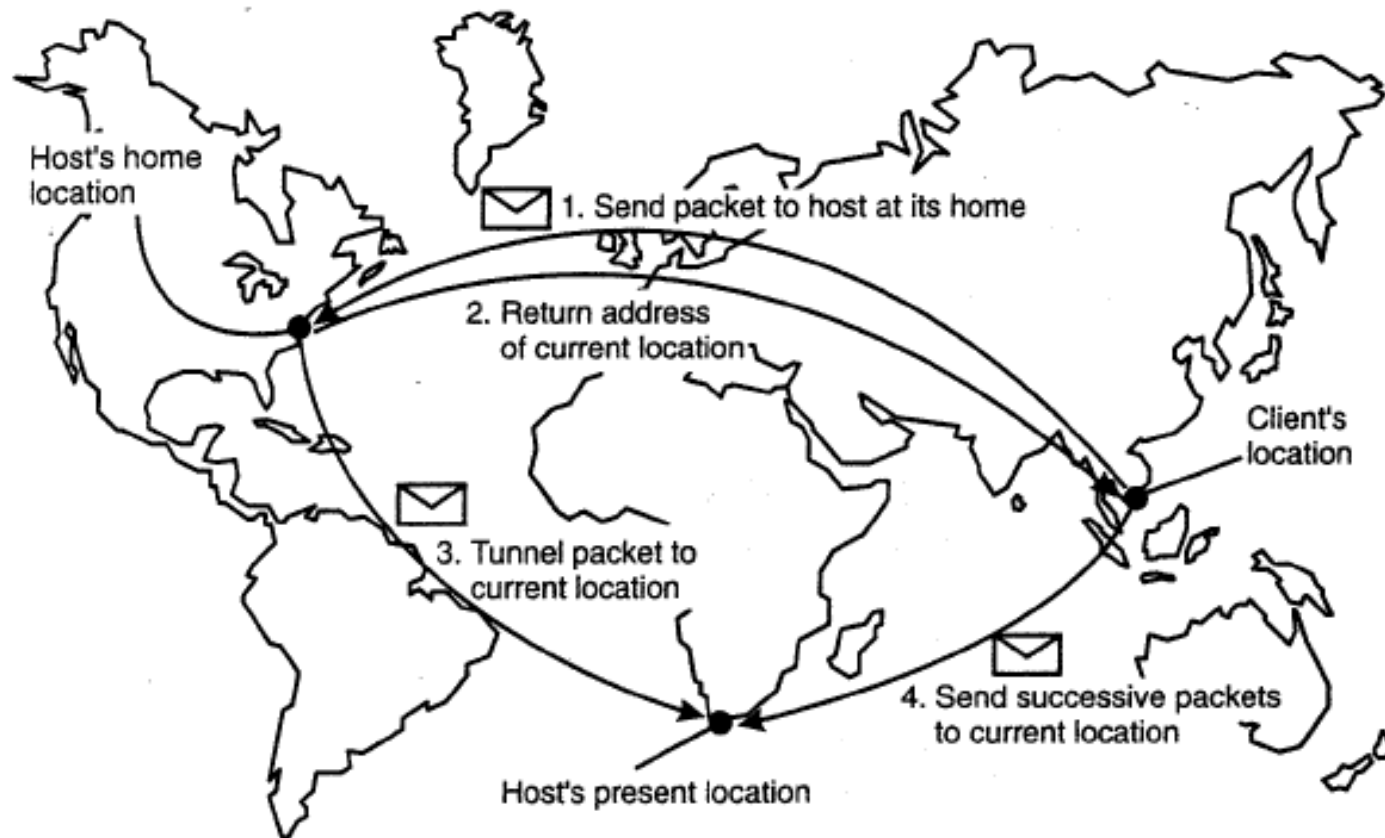 Host's home
location
1. Send packet to host at its home
2. Return address
of current location
Client's
location
3. Tunnel packet to
current location
4. Send successive packets
to current location
Host's present location